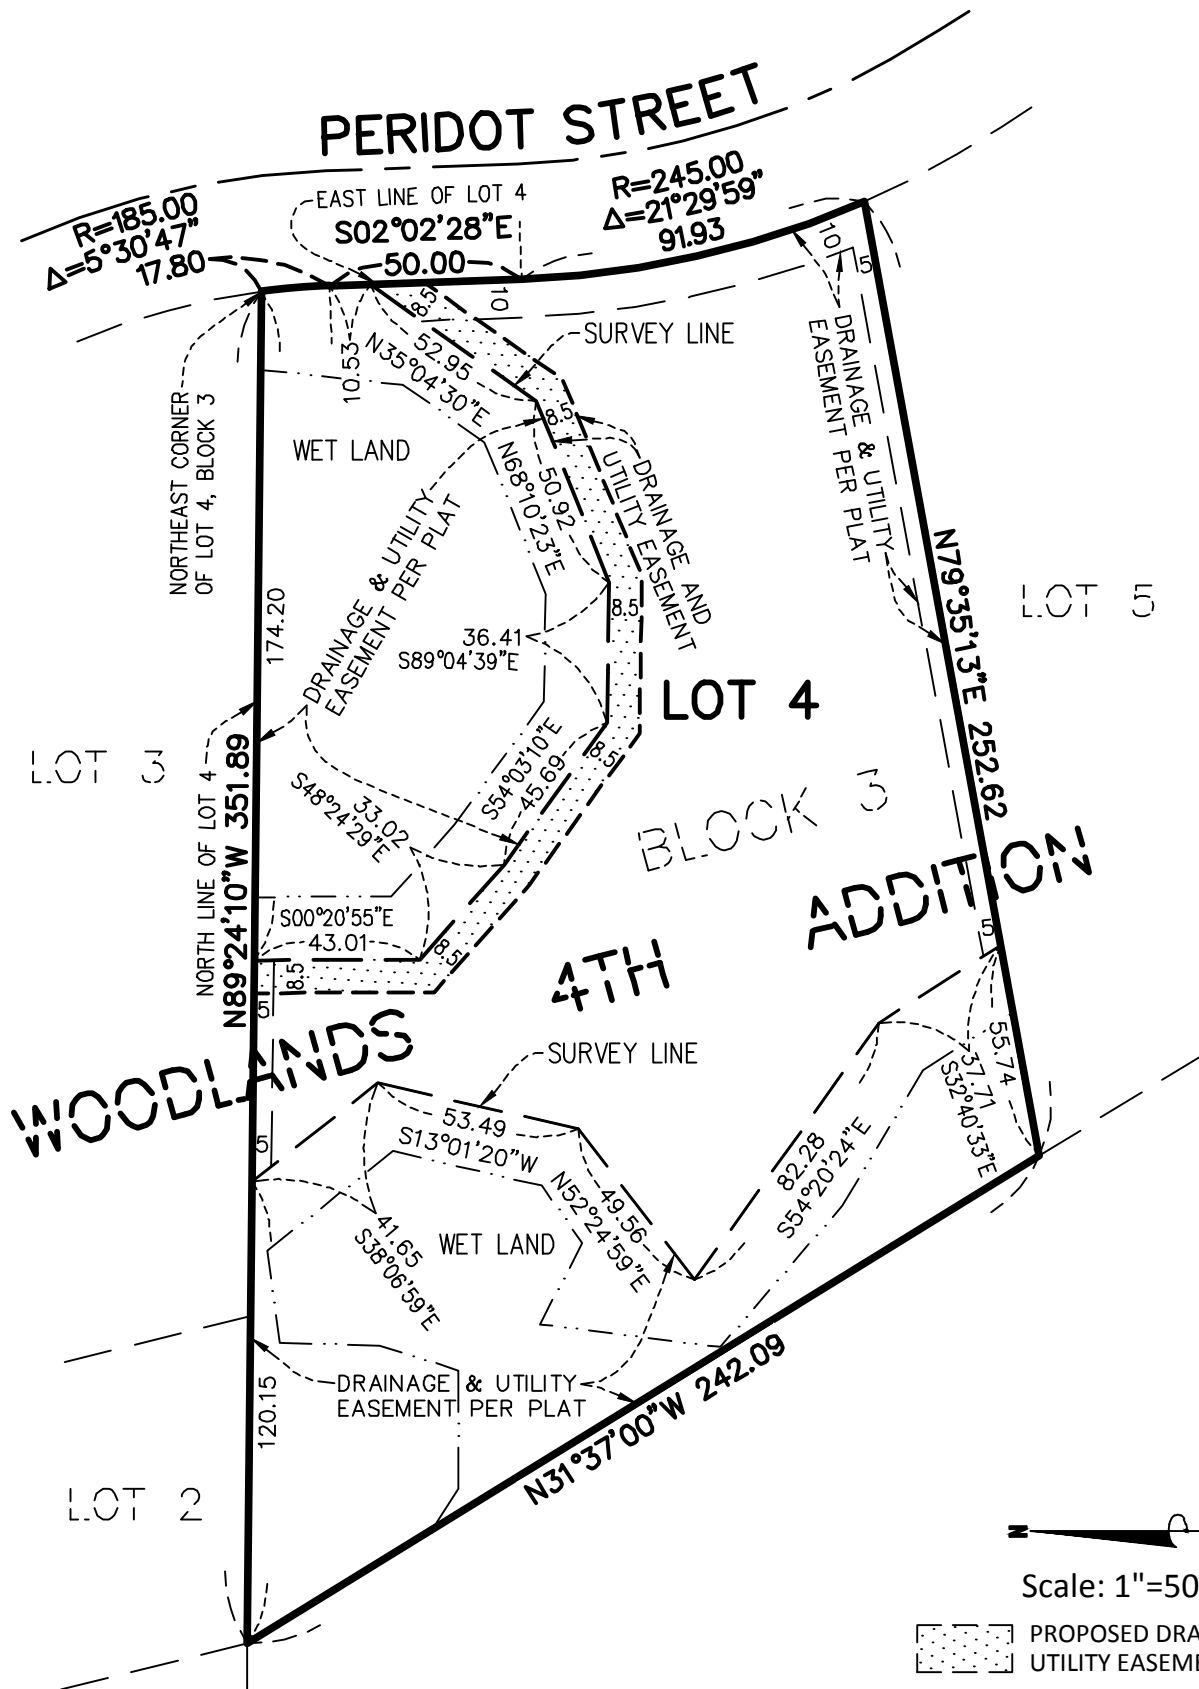 PERIDOT STREET
R=185.00
Δ=5°30'47"
17.80
EAST LINE OF LOT 4
S02°02'28"E
50.00
R=245.00
Δ=21°29'59"
91.93
10
5
8.5
10
10.53
52.95
N35°04'30"E
SURVEY LINE
DRAINAGE & UTILITY
EASEMENT PER PLAT
NORTHEAST CORNER
OF LOT 4, BLOCK 3
WET LAND
8.5
50.92
N68°10'23"E
DRAINAGE AND
UTILITY EASEMENT
DRAINAGE & UTILITY
EASEMENT PER PLAT
174.20
8.5
36.41
S89°04'39"E
N79°35'13"E 252.62
LOT 5
LOT 4
LOT 3
NORTH LINE OF LOT 4
N89°24'10"W 351.89
S54°03'10"E
45.69
8.5
33.02
S48°24'29"E
BLOCK 3
S00°20'55"E
43.01
8.5
8.5
5
WOODLANDS 4TH ADDITION
5
SURVEY LINE
53.49
S13°01'20"W
5
N52°24'59"E
49.56
82.28
S54°20'24"E
37.71
S32°40'33"E
55.74
41.65
S38°06'59"E
WET LAND
DRAINAGE & UTILITY
EASEMENT PER PLAT
120.15
N31°37'00"W 242.09
LOT 2
N
Scale: 1"=50
PROPOSED DRA
UTILITY EASEME